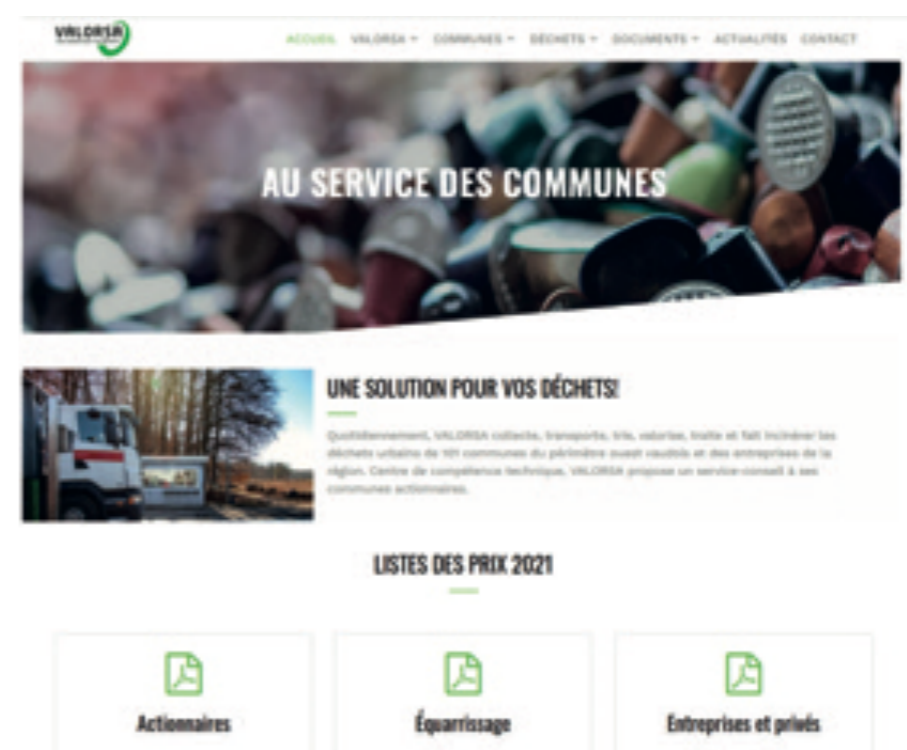 VALORSA
ACCUEIL VALORSA COMMUNES DÉCHETS DOCUMENTS ACTUALITÉS CONTACT
AU SERVICE DES COMMUNES
UNE SOLUTION POUR VOS DÉCHETS!
Quotidiennement, VALORSA collecte, transporte, trie, valorise, traite et fait incinérer les
déchets urbains de 101 communes du périmètre ouest vaudois et des entreprises de la
région. Centre de compétence technique, VALORSA propose un service-conseil à ses
communes actionnaires.
LISTES DES PRIX 2021
Actionnaires
Équarrissage
Entreprises et privés